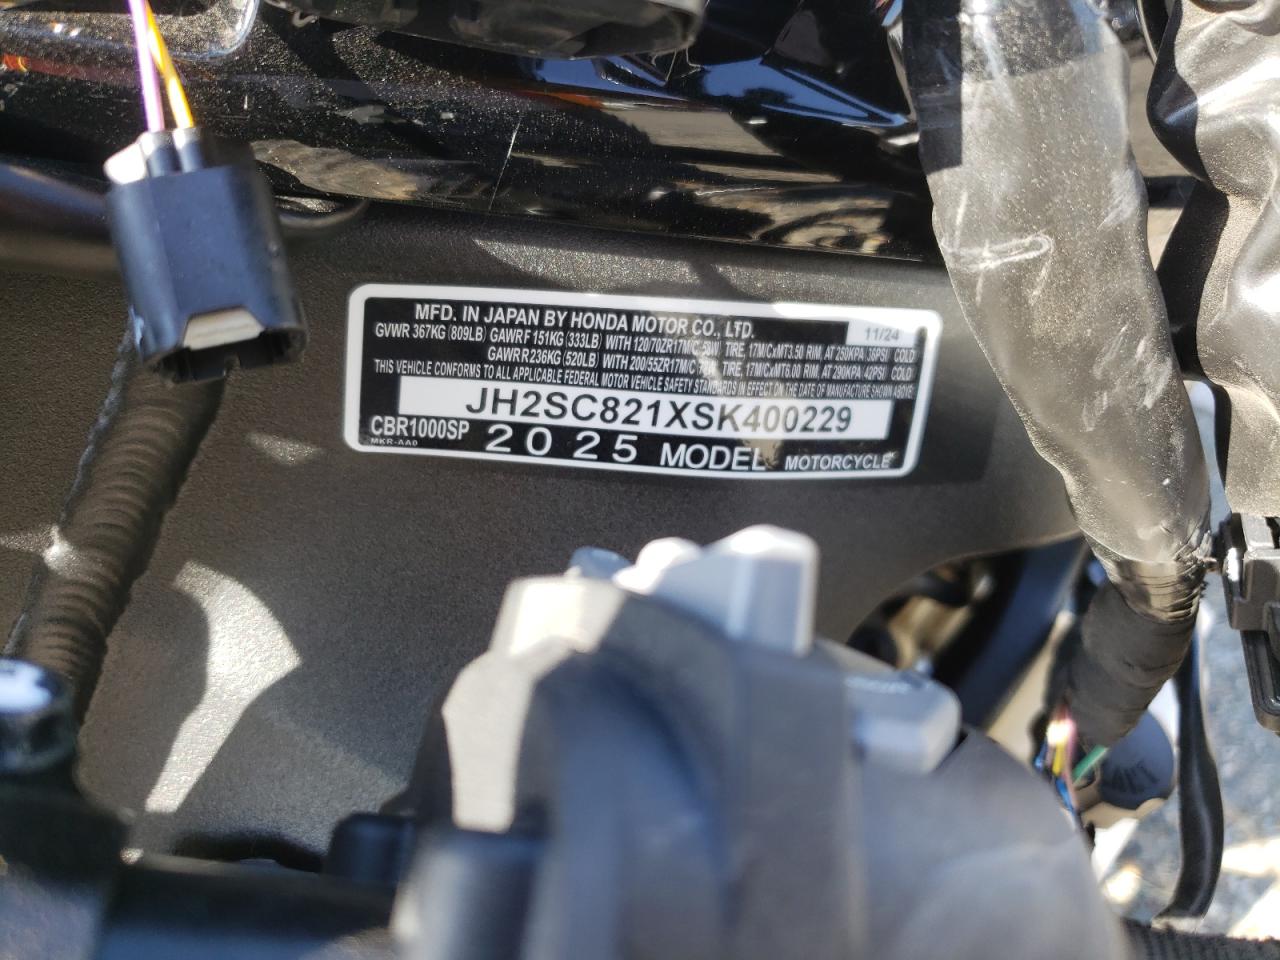 MFD. IN JAPAN BY HONDA MOTOR CO., LTD. 11/24
GVWR 367KG (809LB) GAWR F 151KG (333LB) WITH 120/70ZR17M/C TIRE, 17M/CxMT3.50 RIM, AT 250KPA 36PSI COLD
GAWR R 236KG (520LB) WITH 200/55ZR17M/C TIRE, 17M/CxMT6.00 RIM, AT 290KPA 42PSI COLD
THIS VEHICLE CONFORMS TO ALL APPLICABLE FEDERAL MOTOR VEHICLE SAFETY STANDARDS IN EFFECT ON THE DATE OF MANUFACTURE SHOWN ABOVE.
JH2SC821XSK400229
CBR1000SP 2025 MODEL MOTORCYCLE
MKR-AA0